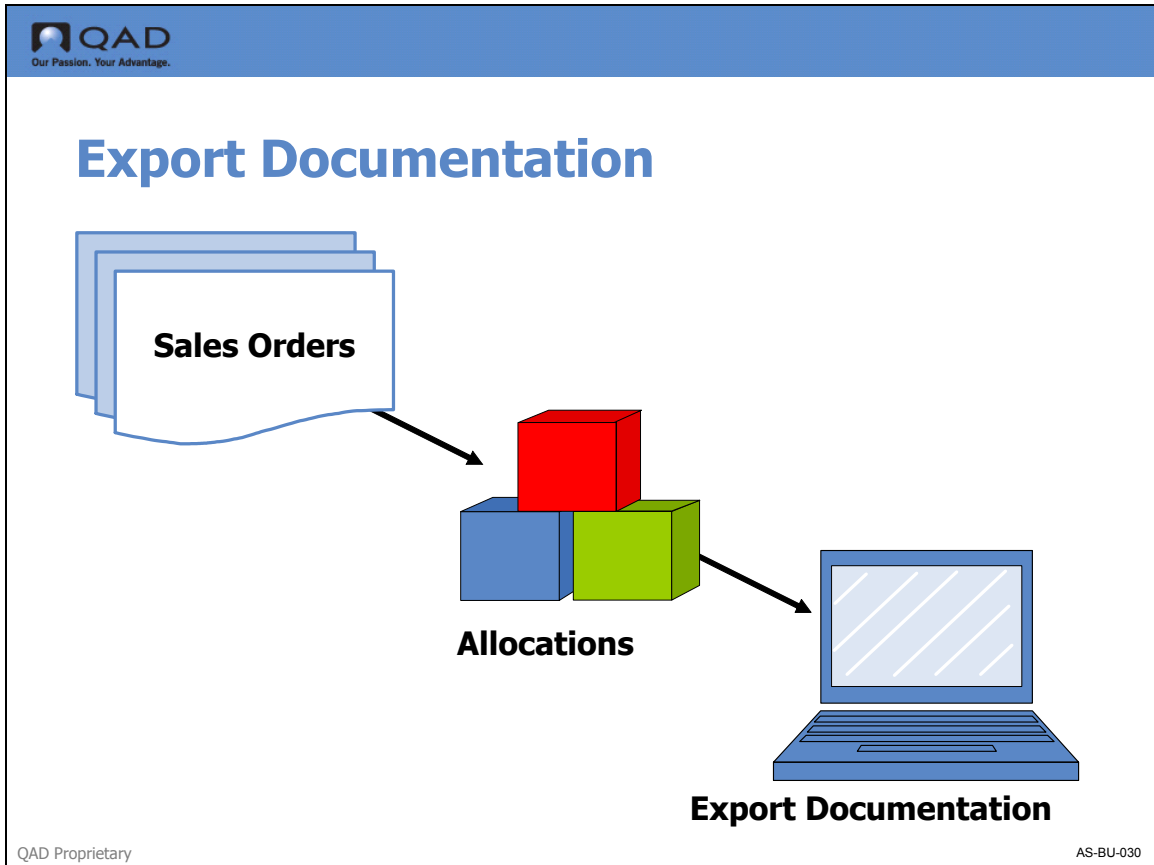 QAD
Our Passion. Your Advantage.
Export Documentation
Sales Orders
Allocations
Export Documentation
QAD Proprietary
AS-BU-030